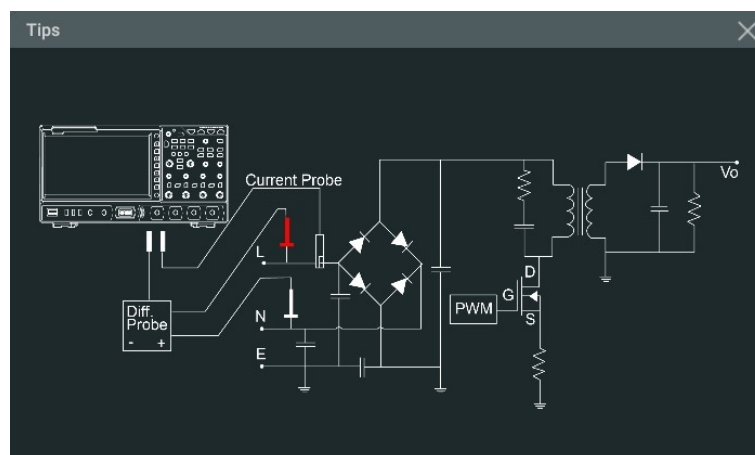 Tips
Current Probe
Vo
L
D
Diff.
Probe
- +
N
PWM
G
S
E